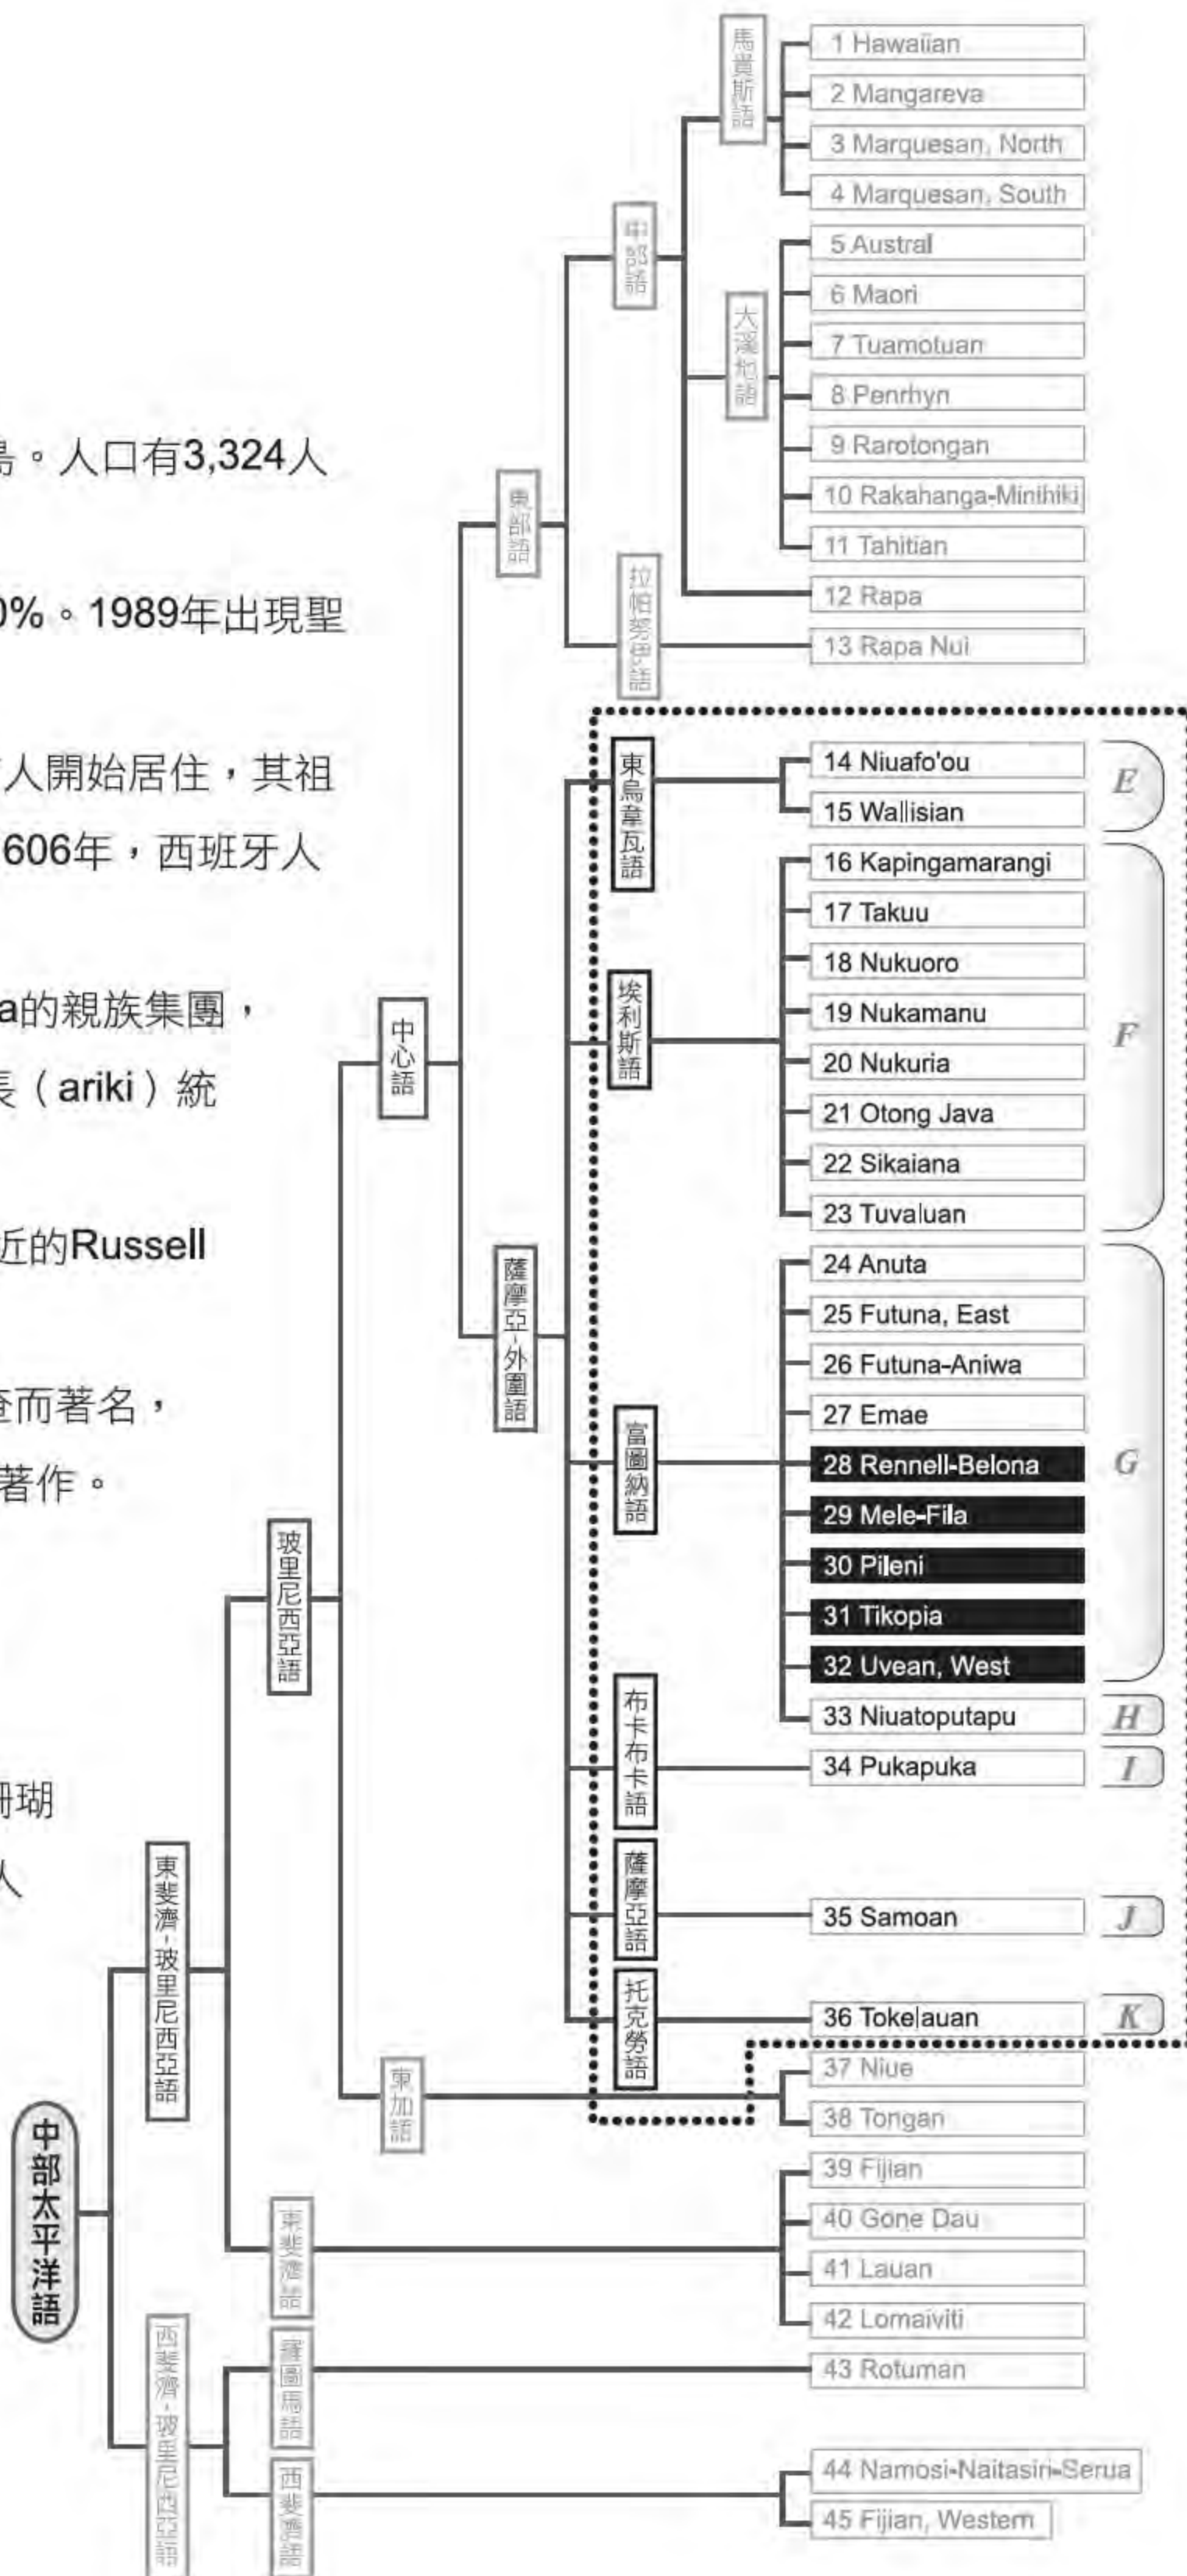 島。人口有3,324人
0%。1989年出現聖
人開始居住，其祖
606年，西班牙人
a的親族集團，
長（ariki）統
近的Russell
查而著名，
著作。
珊瑚
人
中部太平洋語
東斐濟-玻里尼西亞語
西斐濟-玻里尼西亞語
玻里尼西亞語
東斐濟語
羅圖馬語
西斐濟語
中心語
東加語
東部語
薩摩亞-外圍語
中部語
拉帕努伊語
馬貴斯語
大溪地語
東烏韋瓦語
埃利斯語
富圖納語
布卡布卡語
薩摩亞語
托克勞語
1 Hawaiian
2 Mangareva
3 Marquesan, North
4 Marquesan, South
5 Austral
6 Maori
7 Tuamotuan
8 Penrhyn
9 Rarotongan
10 Rakahanga-Minihiki
11 Tahitian
12 Rapa
13 Rapa Nui
14 Niuafo'ou
15 Wallisian
E
16 Kapingamarangi
17 Takuu
18 Nukuoro
19 Nukamanu
20 Nukuria
21 Otong Java
22 Sikaiana
23 Tuvaluan
F
24 Anuta
25 Futuna, East
26 Futuna-Aniwa
27 Emae
28 Rennell-Belona
29 Mele-Fila
30 Pileni
31 Tikopia
32 Uvean, West
G
33 Niuatoputapu
H
34 Pukapuka
I
35 Samoan
J
36 Tokelauan
K
37 Niue
38 Tongan
39 Fijian
40 Gone Dau
41 Lauan
42 Lomaiviti
43 Rotuman
44 Namosi-Naitasiri-Serua
45 Fijian, Western